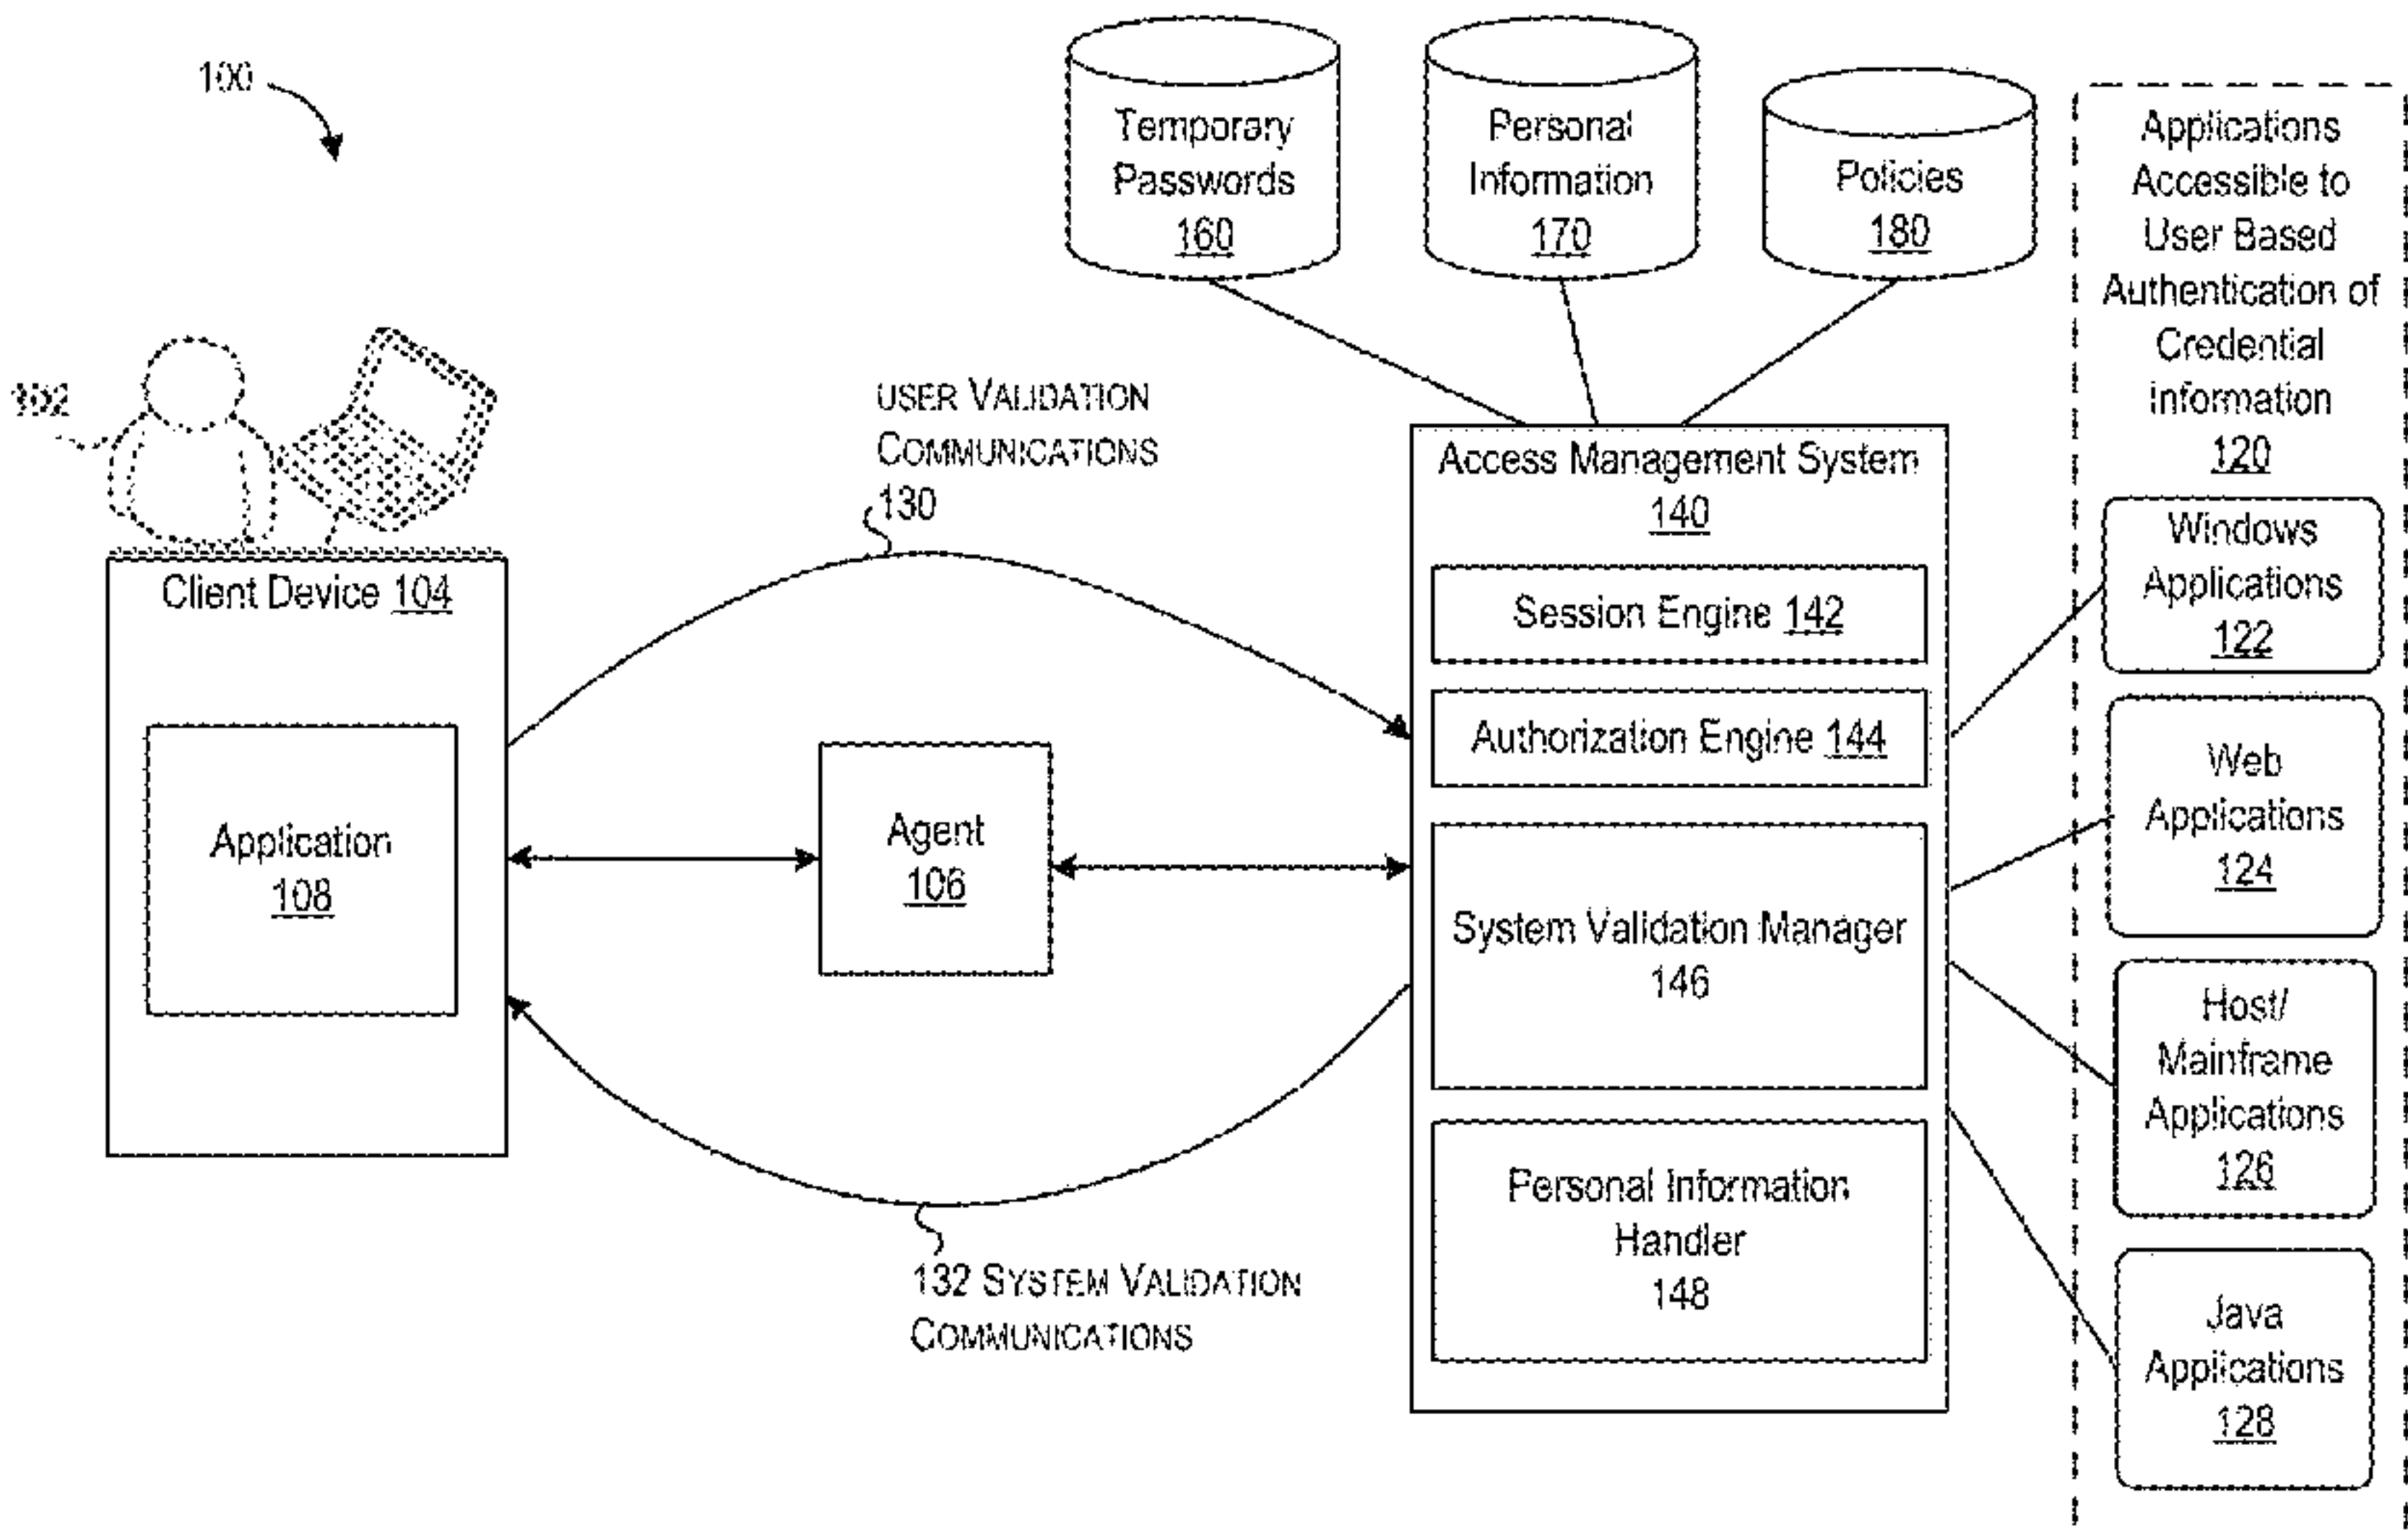 100
Temporary
Passwords
160
Personal
Information
170
Policies
180
Applications
Accessible to
User Based
Authentication of
Credential
Information
120
102
USER VALIDATION
COMMUNICATIONS
130
Client Device 104
Application
108
Agent
106
132 SYSTEM VALIDATION
COMMUNICATIONS
Access Management System
140
Session Engine 142
Authorization Engine 144
System Validation Manager
146
Personal Information
Handler
148
Windows
Applications
122
Web
Applications
124
Host/
Mainframe
Applications
126
Java
Applications
128